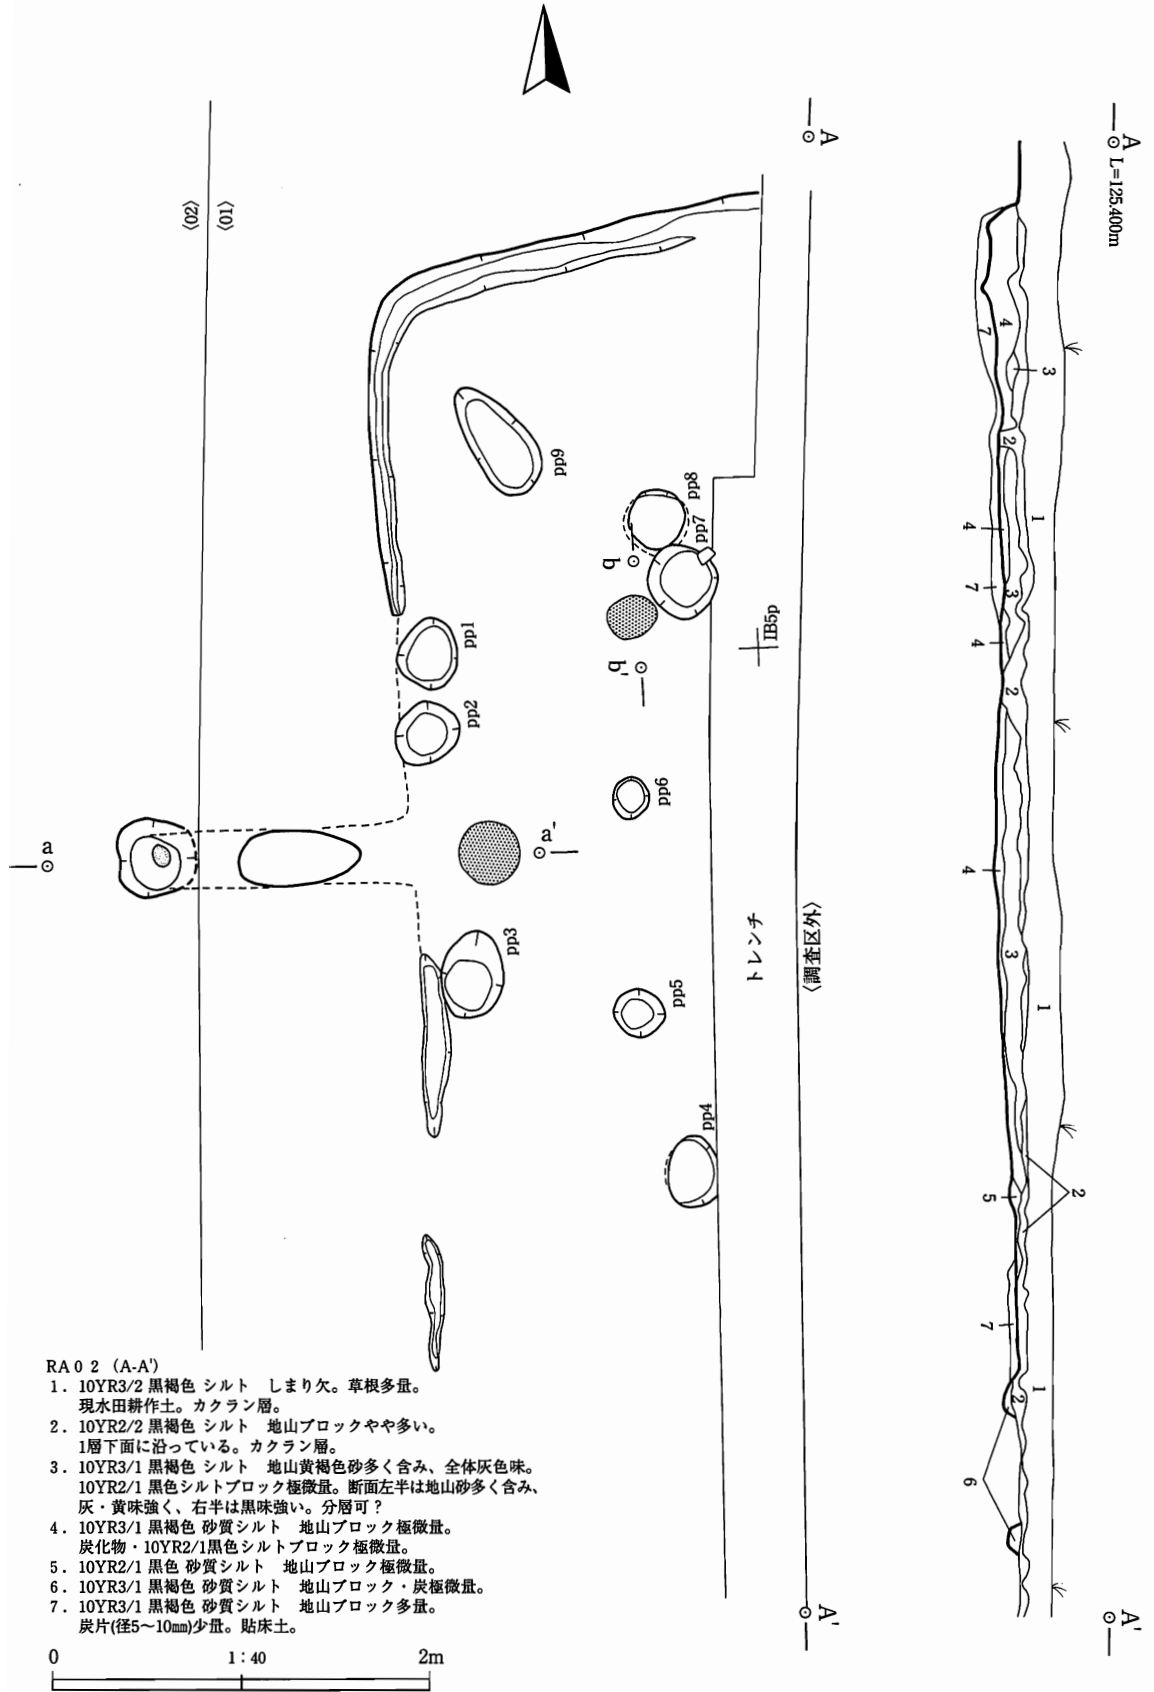 A
A
L=125.400m
〈02〉
〈01〉
4
7
3
2
pp9
pp8
pp7
b
1
4
7
3
4
IB5p
b'
pp1
2
pp2
pp6
a
a'
4
pp3
トレンチ
〈調査区外〉
3
pp5
1
pp4
2
5
7
1
2
6
A'
A'
RA０２（A-A'）
1．10YR3/2 黒褐色 シルト　しまり欠。草根多量。
現水田耕作土。カクラン層。
2．10YR2/2 黒褐色 シルト　地山ブロックやや多い。
1層下面に沿っている。カクラン層。
3．10YR3/1 黒褐色 シルト　地山黄褐色砂多く含み、全体灰色味。
10YR2/1 黒色シルトブロック極微量。断面左半は地山砂多く含み、
灰・黄味強く、右半は黒味強い。分層可？
4．10YR3/1 黒褐色 砂質シルト　地山ブロック極微量。
炭化物・10YR2/1黒色シルトブロック極微量。
5．10YR2/1 黒色 砂質シルト　地山ブロック極微量。
6．10YR3/1 黒褐色 砂質シルト　地山ブロック・炭極微量。
7．10YR3/1 黒褐色 砂質シルト　地山ブロック多量。
炭片(径5～10㎜)少量。貼床土。
0　1：40　2m